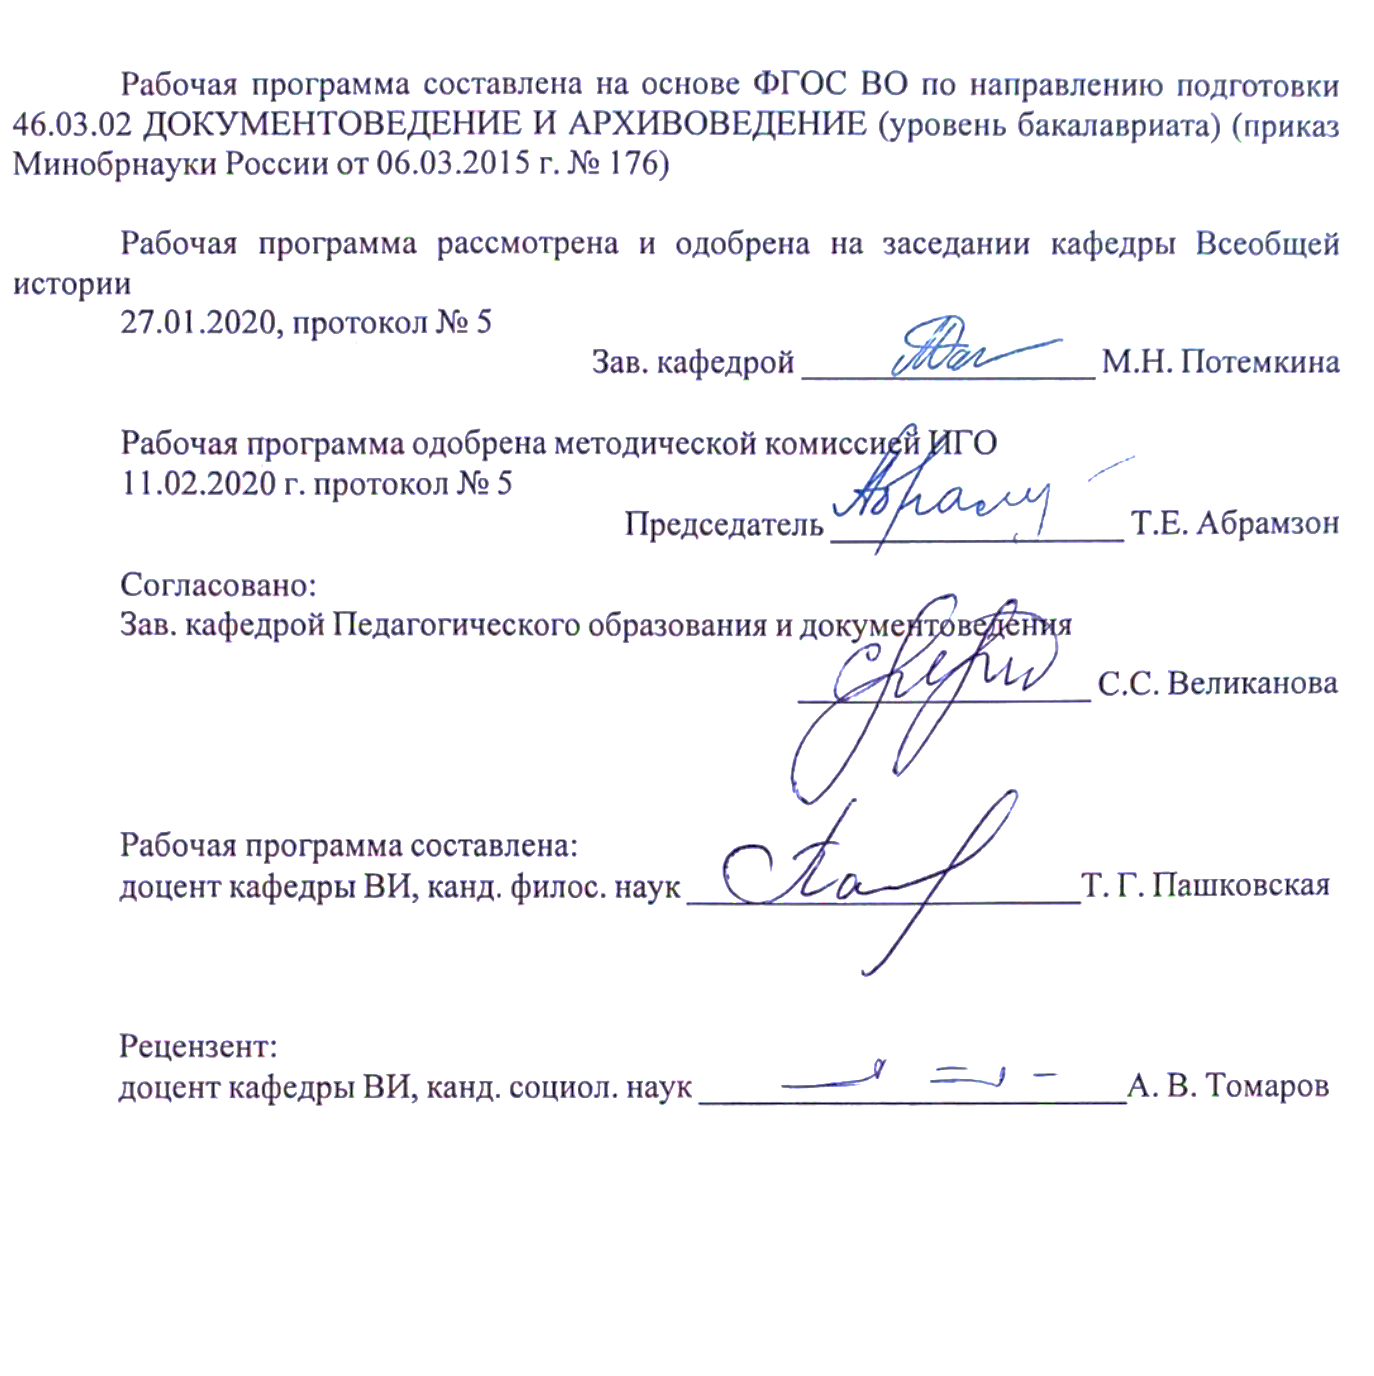 Рабочая программа составлена на основе ФГОС ВО по направлению подготовки
46.03.02 ДОКУМЕНТОВЕДЕНИЕ И АРХИВОВЕДЕНИЕ (уровень бакалавриата) (приказ
Минобрнауки России от 06.03.2015 г. № 176)
Рабочая программа рассмотрена и одобрена на заседании кафедры Всеобщей
истории
27.01.2020, протокол № 5
Зав. кафедрой М.Н. Потемкина
Рабочая программа одобрена методической комиссией ИГО
11.02.2020 г. протокол № 5
Председатель Т.Е. Абрамзон
Согласовано:
Зав. кафедрой Педагогического образования и документоведения
С.С. Великанова
Рабочая программа составлена:
доцент кафедры ВИ, канд. филос. наук Т. Г. Пашковская
Рецензент:
доцент кафедры ВИ, канд. социол. наук А. В. Томаров